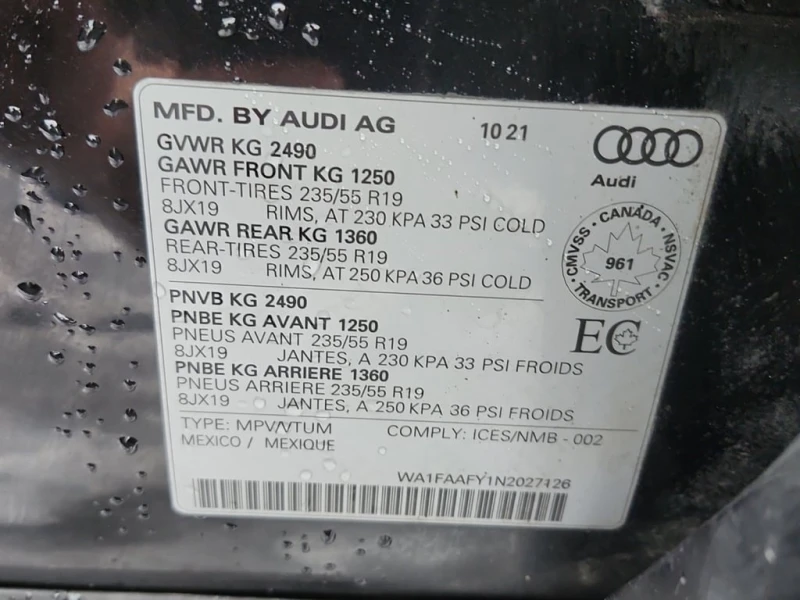 MFD. BY AUDI AG 10 21
Audi
GVWR KG 2490
GAWR FRONT KG 1250
FRONT-TIRES 235/55 R19
8JX19 RIMS, AT 230 KPA 33 PSI COLD
GAWR REAR KG 1360
REAR-TIRES 235/55 R19
8JX19 RIMS, AT 250 KPA 36 PSI COLD
CMVSS · CANADA · NSVAC · TRANSPORT ·
961
PNVB KG 2490
PNBE KG AVANT 1250
PNEUS AVANT 235/55 R19
8JX19 JANTES, A 230 KPA 33 PSI FROIDS
EC
PNBE KG ARRIERE 1360
PNEUS ARRIERE 235/55 R19
8JX19 JANTES, A 250 KPA 36 PSI FROIDS
TYPE: MPV/VTUM COMPLY: ICES/NMB - 002
MEXICO / MEXIQUE
WA1FAAFY1N2027126